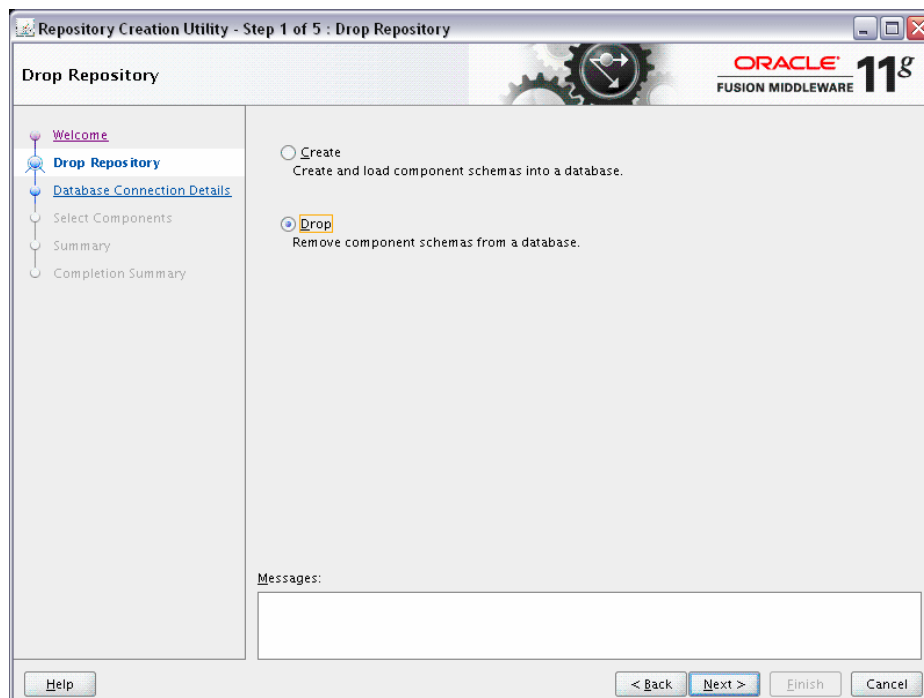 Repository Creation Utility - Step 1 of 5 : Drop Repository
Drop Repository
ORACLE
FUSION MIDDLEWARE 11g
Welcome
Drop Repository
Database Connection Details
Select Components
Summary
Completion Summary
Create
Create and load component schemas into a database.
Drop
Remove component schemas from a database.
Messages:
Help
< Back
Next >
Finish
Cancel